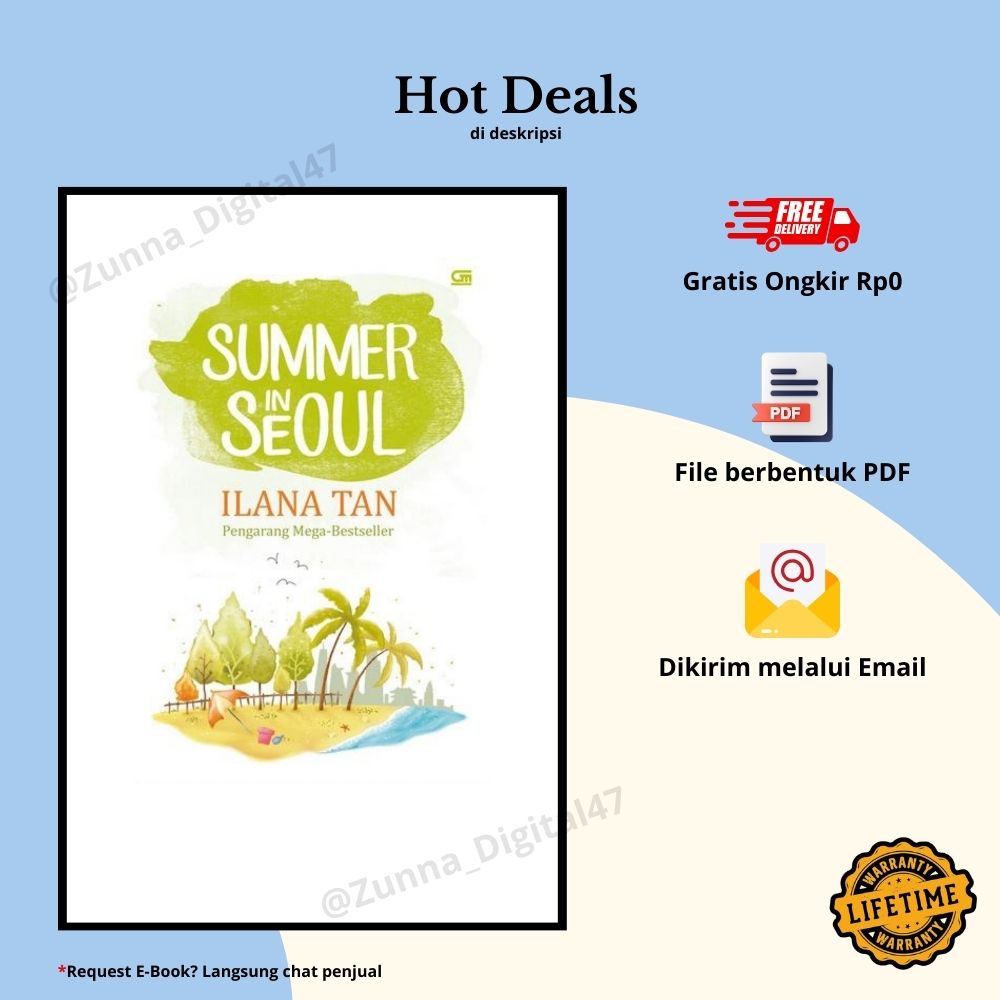 Hot Deals
di deskripsi
@Zunna_Digital47
GM
SUMMER
IN
SEOUL
ILANA TAN
Pengarang Mega-Bestseller
FREE
DELIVERY
Gratis Ongkir Rp0
PDF
File berbentuk PDF
@
Dikirim melalui Email
@Zunna_Digital47
WARRANTY
LIFETIME
WARRANTY
*Request E-Book? Langsung chat penjual